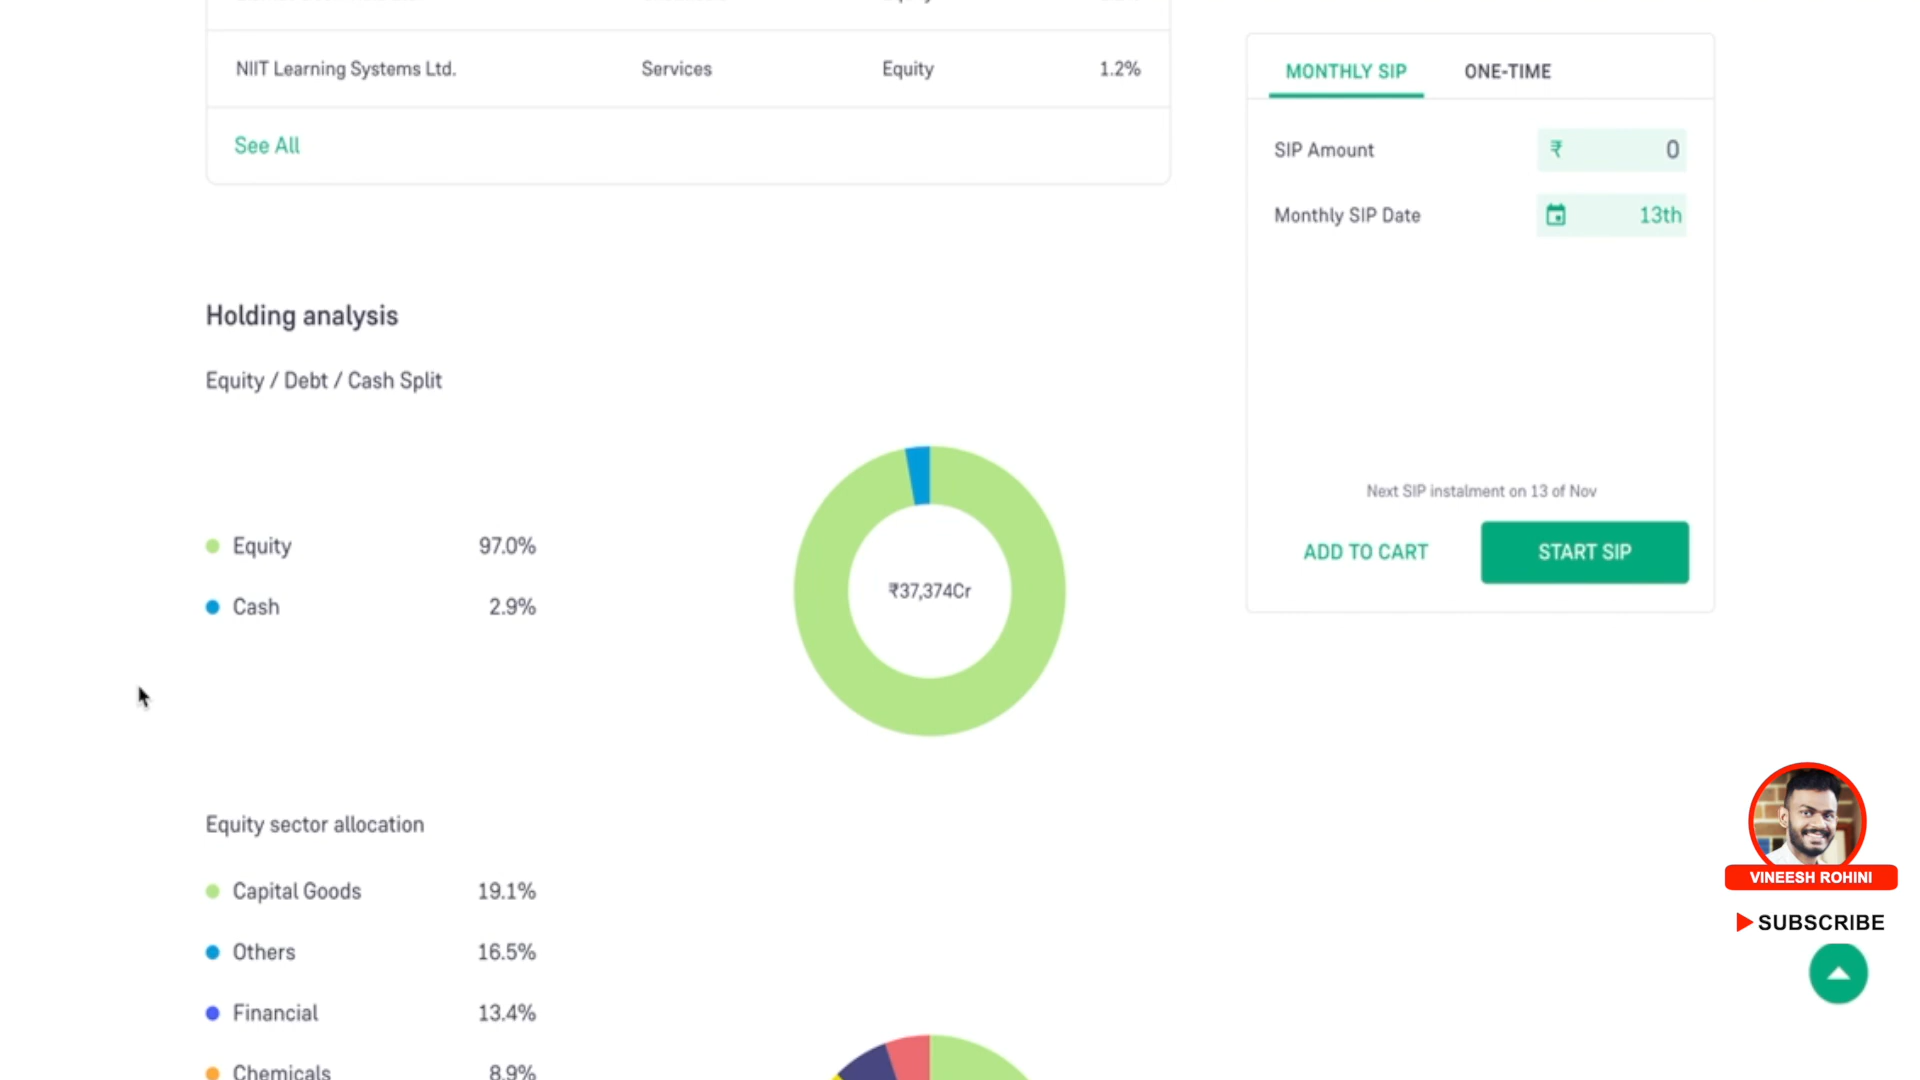 NIIT Learning Systems Ltd. Services Equity 1.2%
See All
MONTHLY SIP ONE-TIME
SIP Amount ₹ 0
Monthly SIP Date 13th
Next SIP instalment on 13 of Nov
ADD TO CART START SIP
Holding analysis
Equity / Debt / Cash Split
Equity 97.0%
Cash 2.9%
₹37,374Cr
Equity sector allocation
Capital Goods 19.1%
Others 16.5%
Financial 13.4%
Chemicals 8.9%
VINEESH ROHINI
SUBSCRIBE